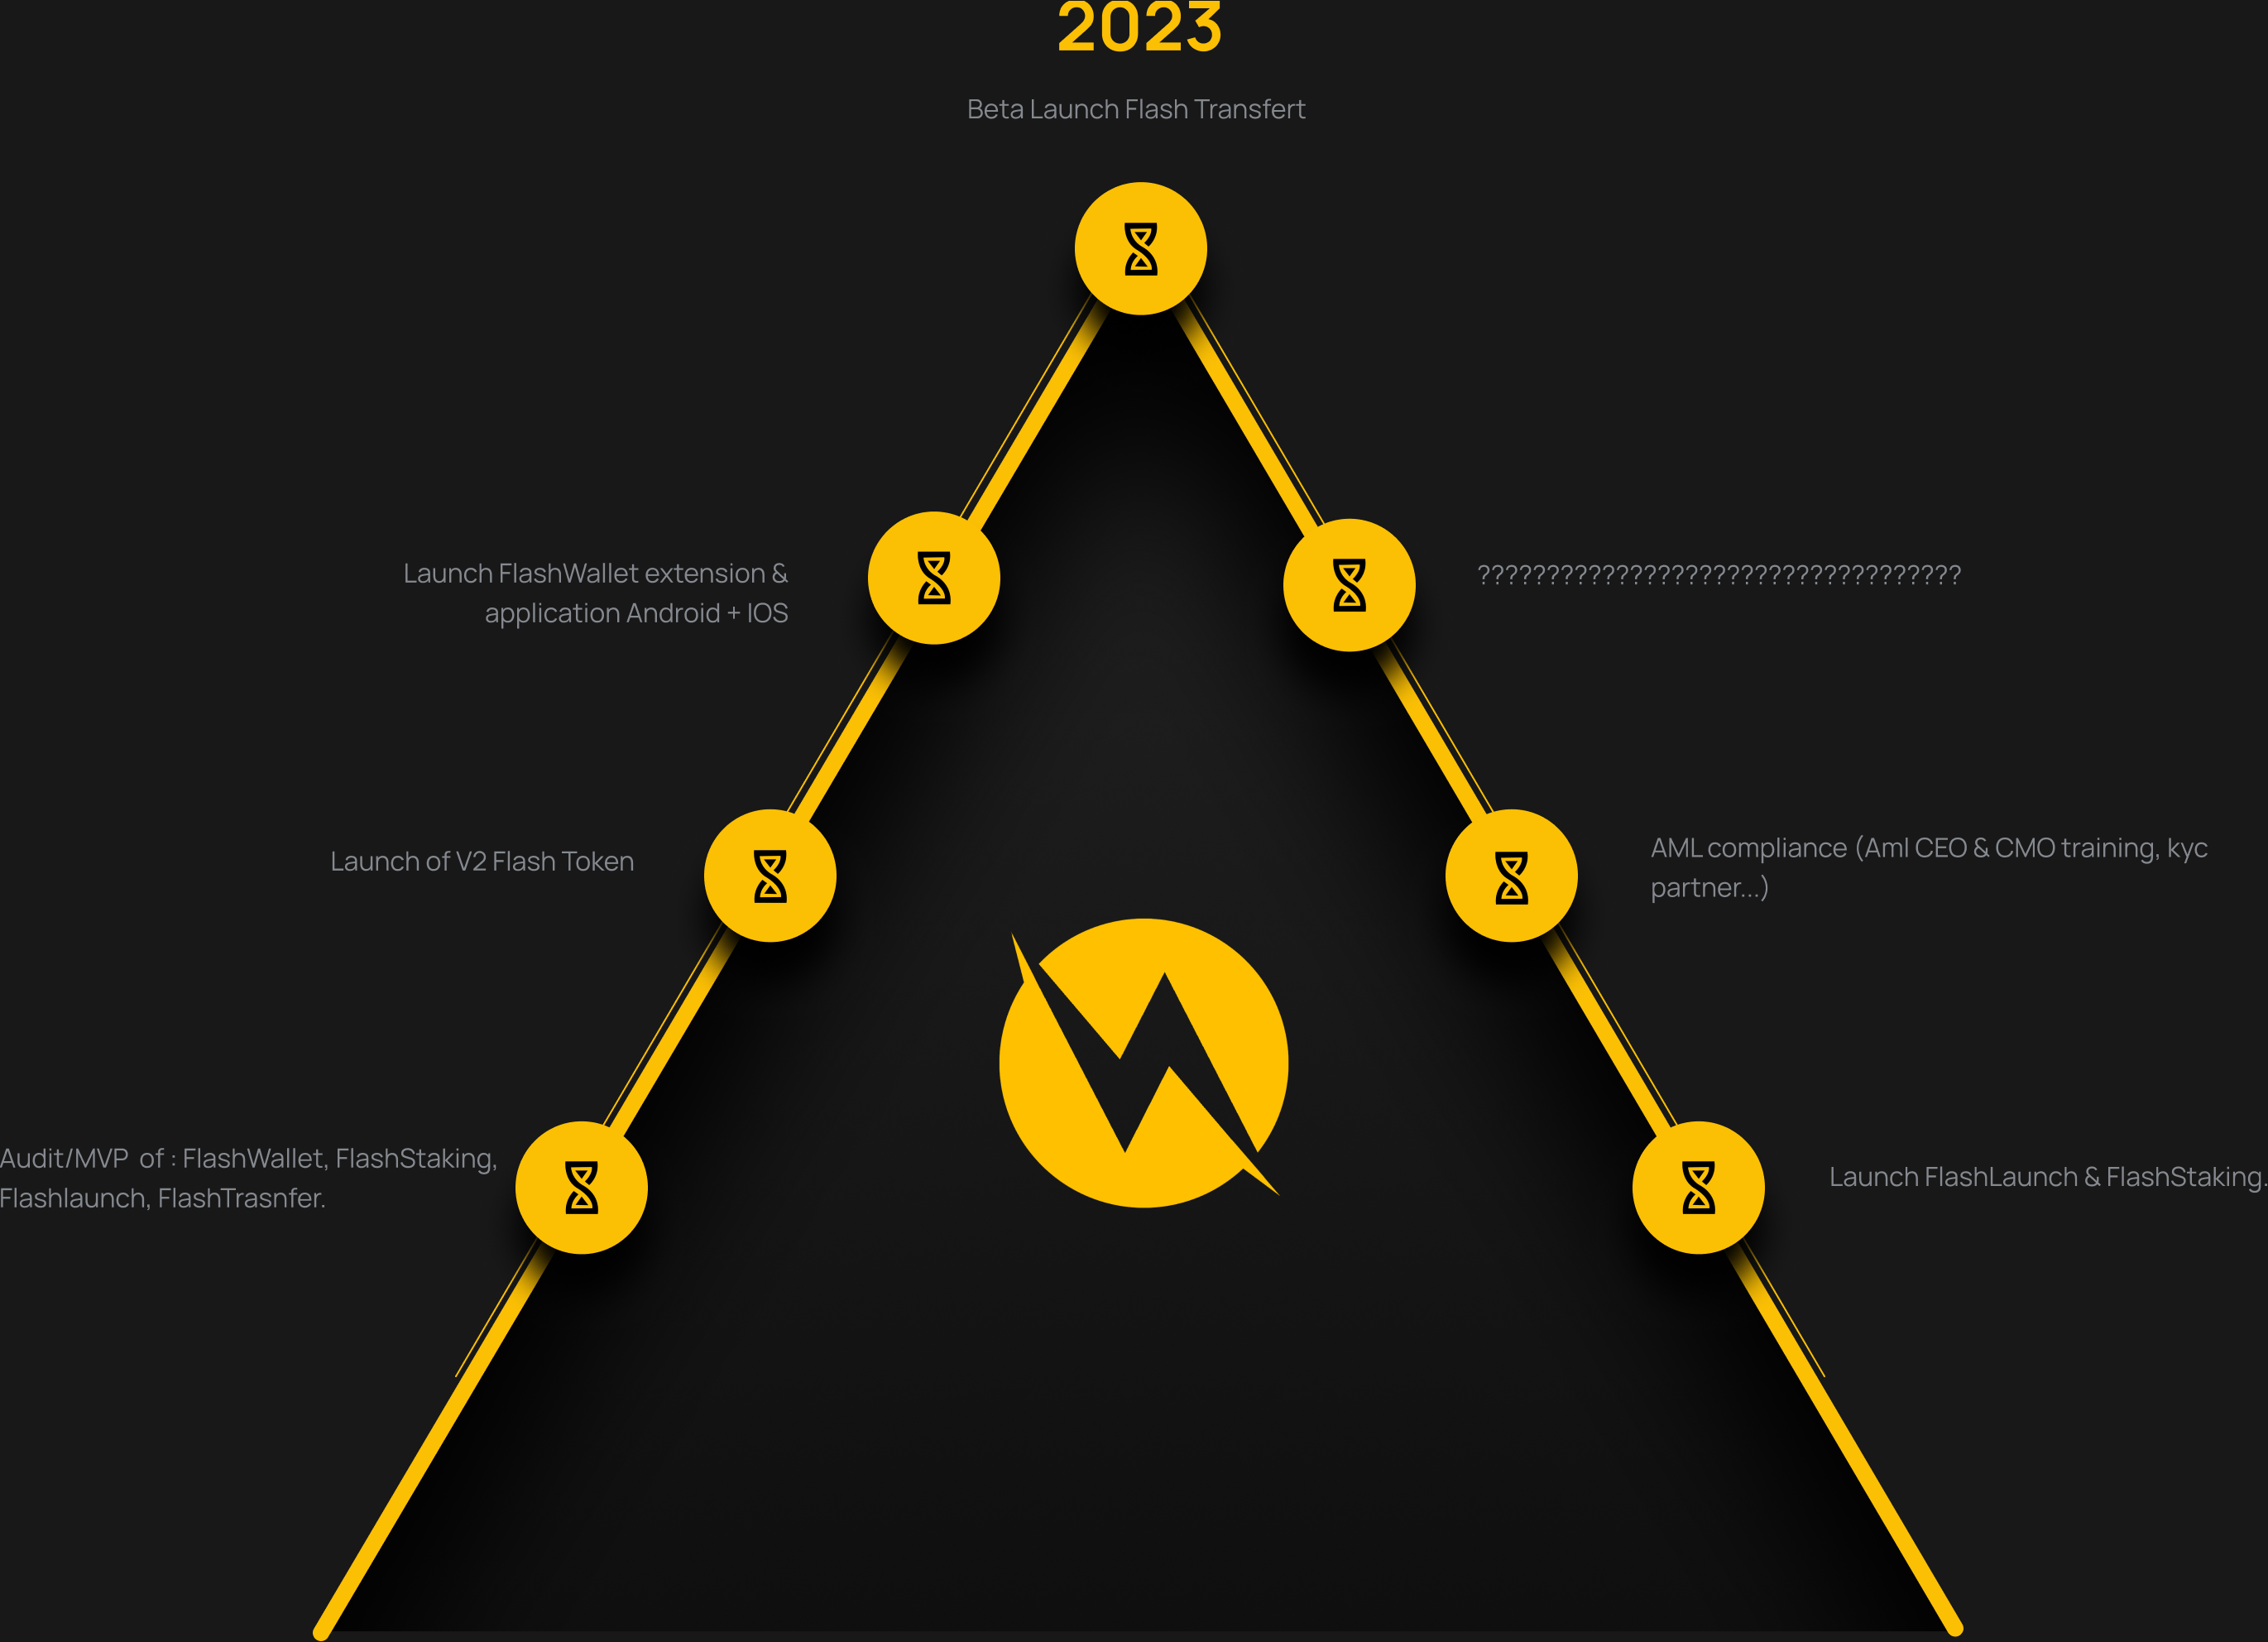 2023
Beta Launch Flash Transfert
Launch FlashWallet extension &
application Android + IOS
???????????????????????????????????
Launch of V2 Flash Token
AML compliance (Aml CEO & CMO training, kyc
partner...)
Audit/MVP of : FlashWallet, FlashStaking,
Flashlaunch, FlashTrasnfer.
Launch FlashLaunch & FlashStaking.